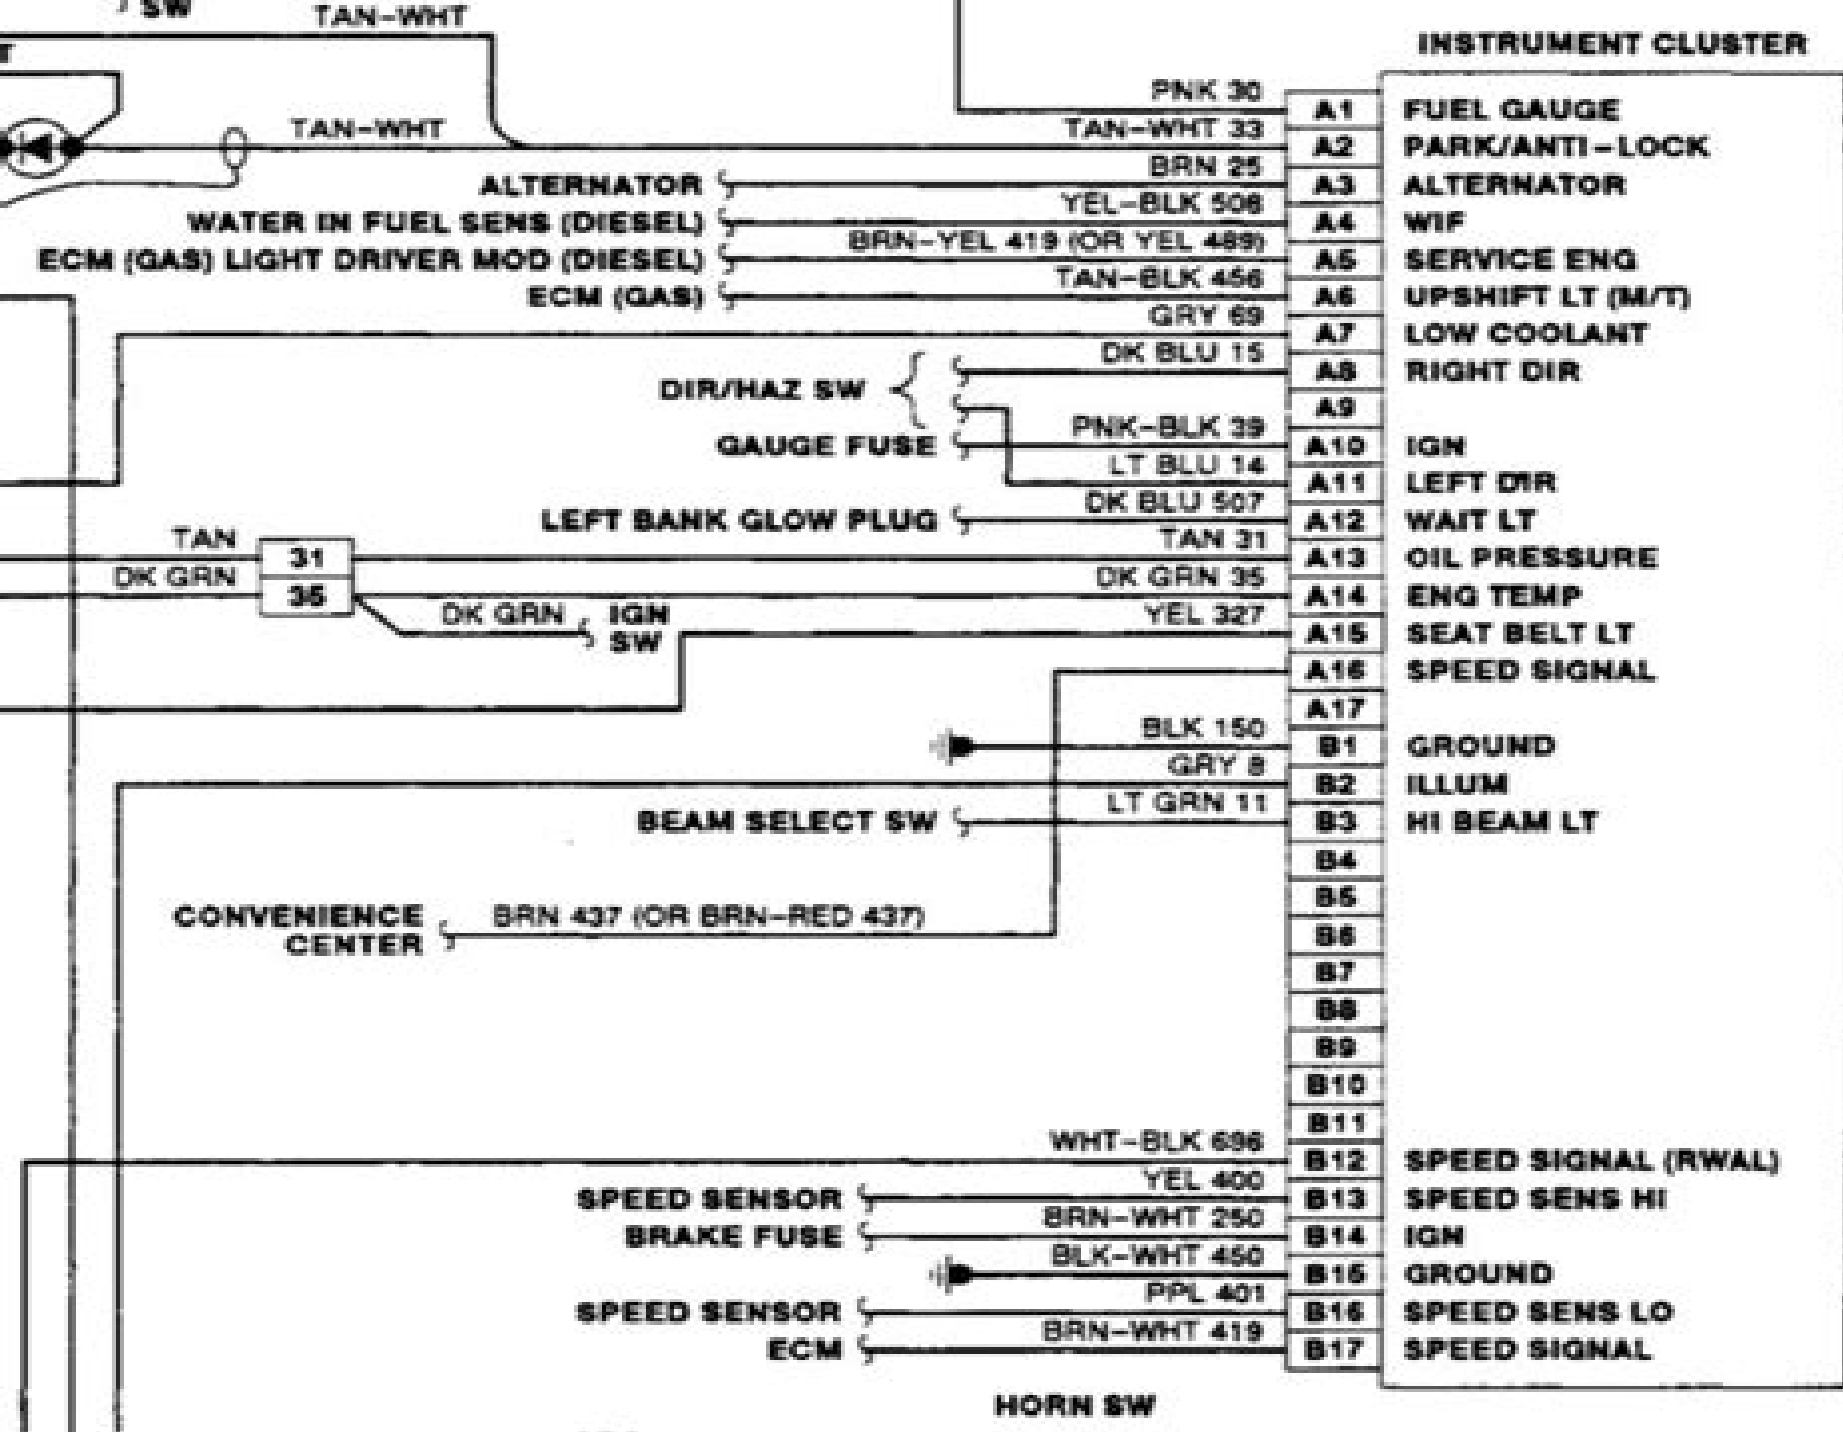 SW
TAN-WHT
T
INSTRUMENT CLUSTER
PNK 30 A1 FUEL GAUGE
TAN-WHT
TAN-WHT 33 A2 PARK/ANTI-LOCK
ALTERNATOR BRN 25 A3 ALTERNATOR
WATER IN FUEL SENS (DIESEL) YEL-BLK 508 A4 WIF
ECM (GAS) LIGHT DRIVER MOD (DIESEL) BRN-YEL 419 (OR YEL 489) A5 SERVICE ENG
ECM (GAS) TAN-BLK 456 A6 UPSHIFT LT (M/T)
GRY 69 A7 LOW COOLANT
DK BLU 15 A8 RIGHT DIR
DIR/HAZ SW
A9
GAUGE FUSE PNK-BLK 39 A10 IGN
LT BLU 14 A11 LEFT DIR
LEFT BANK GLOW PLUG DK BLU 507 A12 WAIT LT
TAN 31 TAN 31 A13 OIL PRESSURE
DK GRN 35 DK GRN 35 A14 ENG TEMP
DK GRN IGN
SW
YEL 327 A15 SEAT BELT LT
A16 SPEED SIGNAL
A17
BLK 150 B1 GROUND
GRY 8 B2 ILLUM
BEAM SELECT SW LT GRN 11 B3 HI BEAM LT
B4
B5
CONVENIENCE
CENTER
BRN 437 (OR BRN-RED 437)
B6
B7
B8
B9
B10
B11
WHT-BLK 696 B12 SPEED SIGNAL (RWAL)
SPEED SENSOR YEL 400 B13 SPEED SENS HI
BRAKE FUSE BRN-WHT 250 B14 IGN
BLK-WHT 450 B15 GROUND
SPEED SENSOR PPL 401 B16 SPEED SENS LO
ECM BRN-WHT 419 B17 SPEED SIGNAL
HORN SW